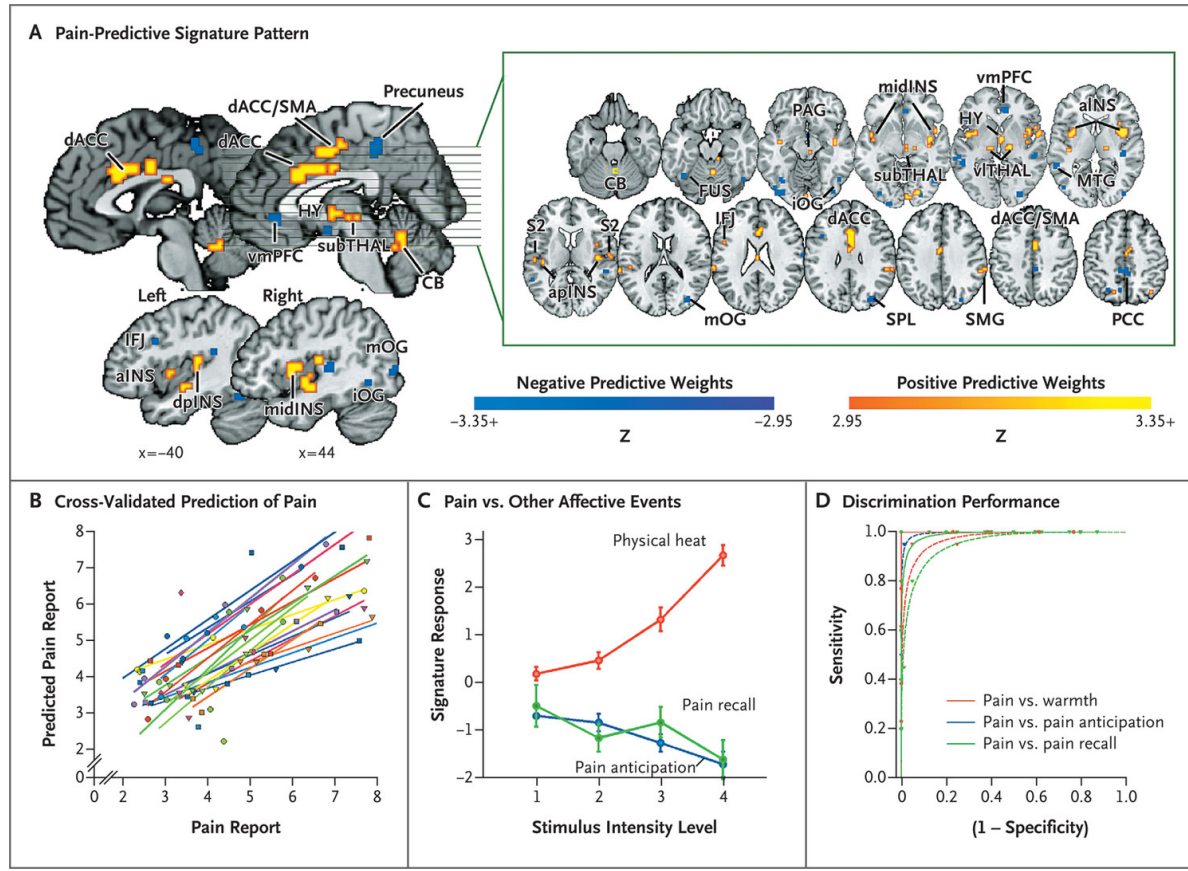 A Pain-Predictive Signature Pattern
dACC/SMA
Precuneus
dACC
dACC
HY
subTHAL
vmPFC
CB
Left
Right
IFJ
mOG
aINS
dpINS
midINS
iOG
x=−40
x=44
vmPFC
midINS
aINS
PAG
HY
CB
FUS
iOG
subTHAL
vlTHAL
MTG
S2
S2
IFJ
dACC
dACC/SMA
apINS
mOG
SPL
SMG
PCC
Negative Predictive Weights
−3.35+
−2.95
Z
Positive Predictive Weights
2.95
3.35+
Z
B Cross-Validated Prediction of Pain
Predicted Pain Report
8
7
6
5
4
3
2
0
0 2 3 4 5 6 7 8
Pain Report
C Pain vs. Other Affective Events
Signature Response
3
2
1
0
−1
−2
Physical heat
Pain recall
Pain anticipation
1 2 3 4
Stimulus Intensity Level
D Discrimination Performance
Sensitivity
1.0
0.8
0.6
0.4
0.2
0.0
Pain vs. warmth
Pain vs. pain anticipation
Pain vs. pain recall
0 0.2 0.4 0.6 0.8 1.0
(1 – Specificity)